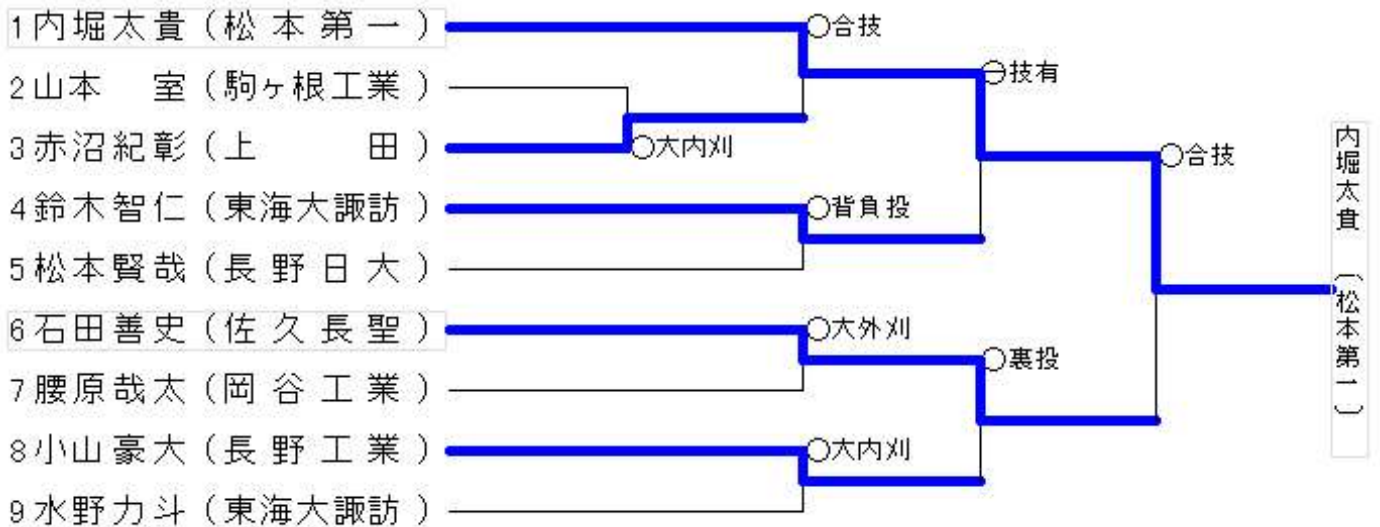 1内堀太貴(松本第一)
○合技
○技有
2山本　室(駒ヶ根工業)
3赤沼紀彰(上　　田)
○大内刈
○合技
4鈴木智仁(東海大諏訪)
○背負投
5松本賢哉(長野日大)
6石田善史(佐久長聖)
○大外刈
7腰原哉太(岡谷工業)
○裏投
8小山豪大(長野工業)
○大内刈
9水野力斗(東海大諏訪)
内堀太貴　(松本第一)